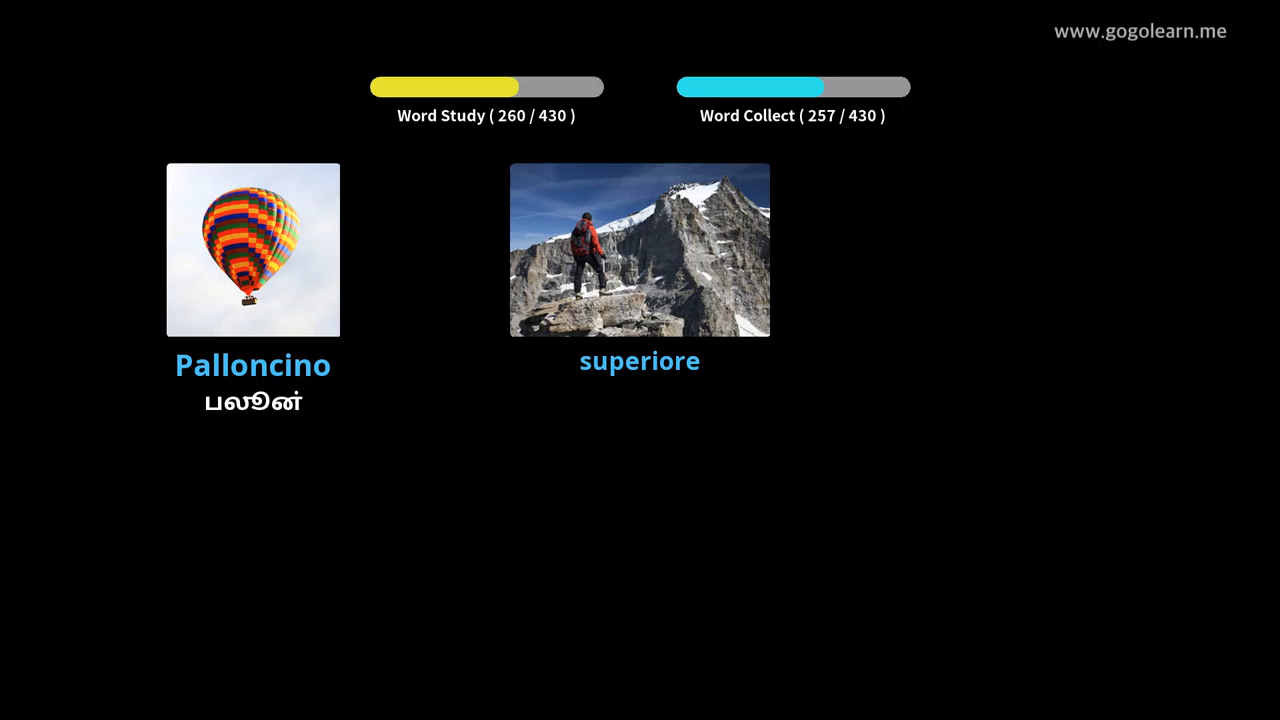 www.gogolearn.me
Word Study ( 260 / 430 )
Word Collect ( 257 / 430 )
Palloncino
பலூன்
superiore